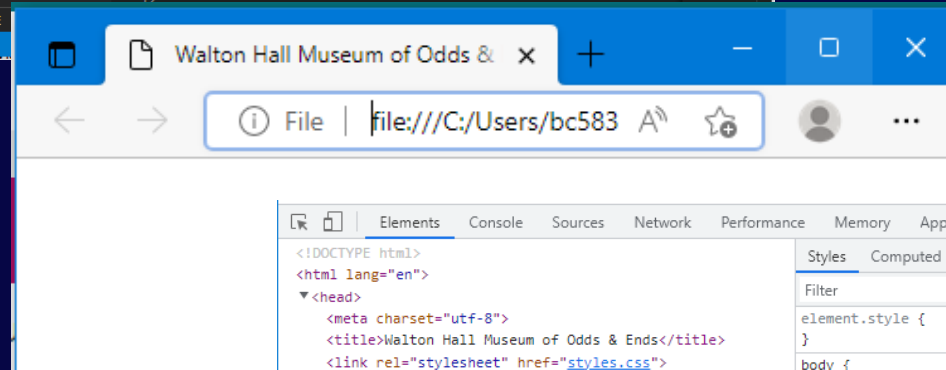 Walton Hall Museum of Odds &
File | file:///C:/Users/bc583
Elements Console Sources Network Performance Memory App
<!DOCTYPE html>
<html lang="en">
<head>
<meta charset="utf-8">
<title>Walton Hall Museum of Odds & Ends</title>
<link rel="stylesheet" href="styles.css">
Styles Computed
Filter
element.style {
}
body {